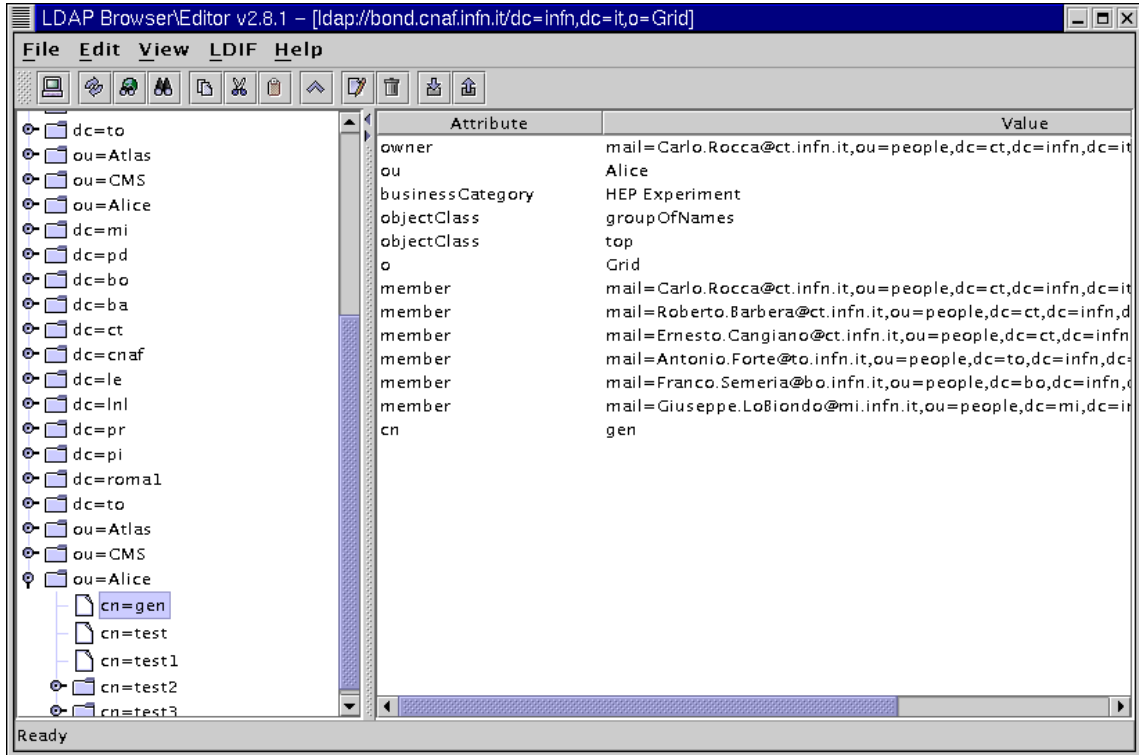 LDAP Browser\Editor v2.8.1 – [ldap://bond.cnaf.infn.it/dc=infn,dc=it,o=Grid]
File Edit View LDIF Help
dc=to
ou=Atlas
ou=CMS
ou=Alice
dc=mi
dc=pd
dc=bo
dc=ba
dc=ct
dc=cnaf
dc=le
dc=lnl
dc=pr
dc=pi
dc=roma1
dc=to
ou=Atlas
ou=CMS
ou=Alice
cn=gen
cn=test
cn=test1
cn=test2
cn=test3
Attribute Value
owner mail=Carlo.Rocca@ct.infn.it,ou=people,dc=ct,dc=infn,dc=it
ou Alice
businessCategory HEP Experiment
objectClass groupOfNames
objectClass top
o Grid
member mail=Carlo.Rocca@ct.infn.it,ou=people,dc=ct,dc=infn,dc=it
member mail=Roberto.Barbera@ct.infn.it,ou=people,dc=ct,dc=infn,d
member mail=Ernesto.Cangiano@ct.infn.it,ou=people,dc=ct,dc=infn
member mail=Antonio.Forte@to.infn.it,ou=people,dc=to,dc=infn,dc=
member mail=Franco.Semeria@bo.infn.it,ou=people,dc=bo,dc=infn,
member mail=Giuseppe.LoBiondo@mi.infn.it,ou=people,dc=mi,dc=in
cn gen
Ready